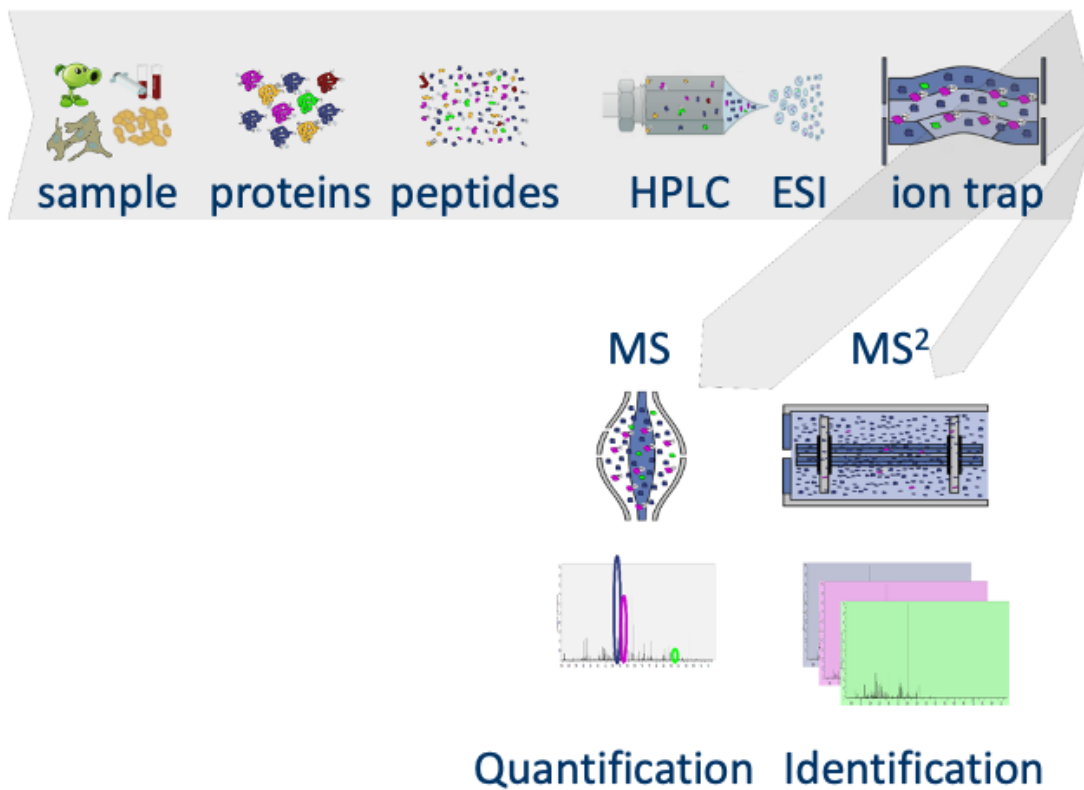 sample proteins peptides HPLC ESI ion trap
MS MS²
Quantification Identification